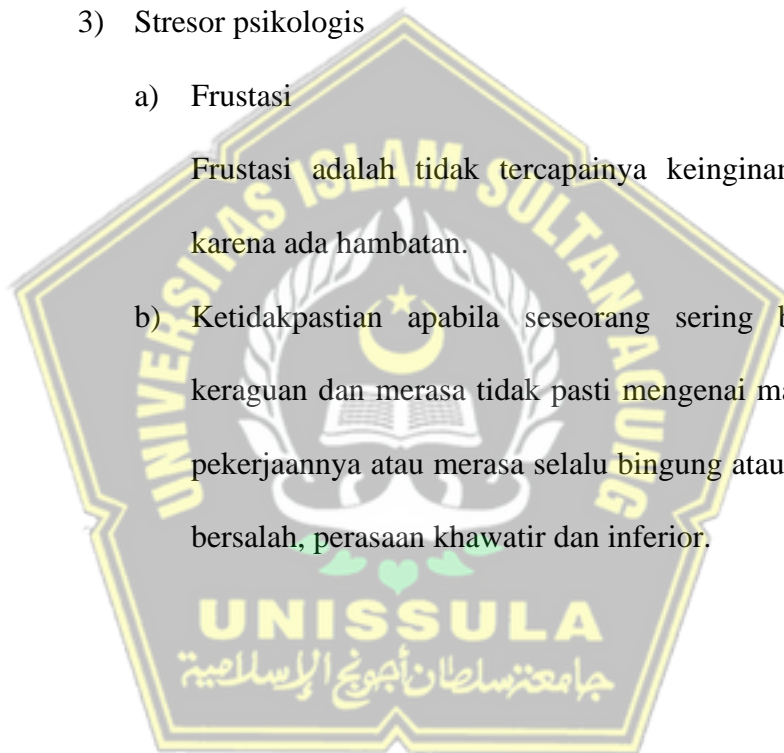 3) Stresor psikologis
a) Frustasi
Frustasi adalah tidak tercapainya keinginan
karena ada hambatan.
b) Ketidakpastian apabila seseorang sering
keraguan dan merasa tidak pasti mengenai
pekerjaannya atau merasa selalu bingung atau
bersalah, perasaan khawatir dan inferior.
UNIVERSITAS ISLAM SULTAN AGUNG
UNISSULA
جامعة سلطان أجونج الإسلامية